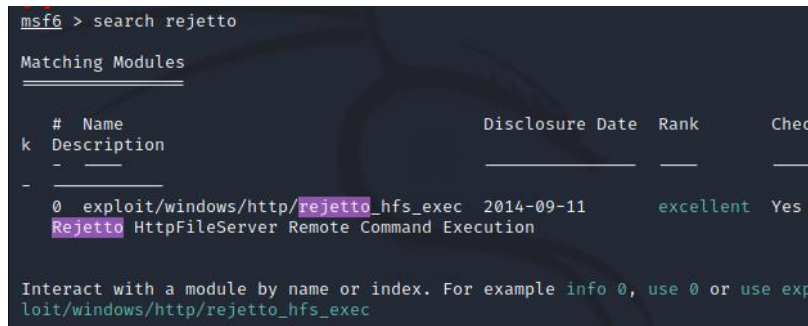 msf6 > search rejetto
Matching Modules
# Name Disclosure Date Rank Chec
k Description
- ---- --------------- ---- ----
- -----------
0 exploit/windows/http/rejetto_hfs_exec 2014-09-11 excellent Yes
Rejetto HttpFileServer Remote Command Execution
Interact with a module by name or index. For example info 0, use 0 or use exp
loit/windows/http/rejetto_hfs_exec